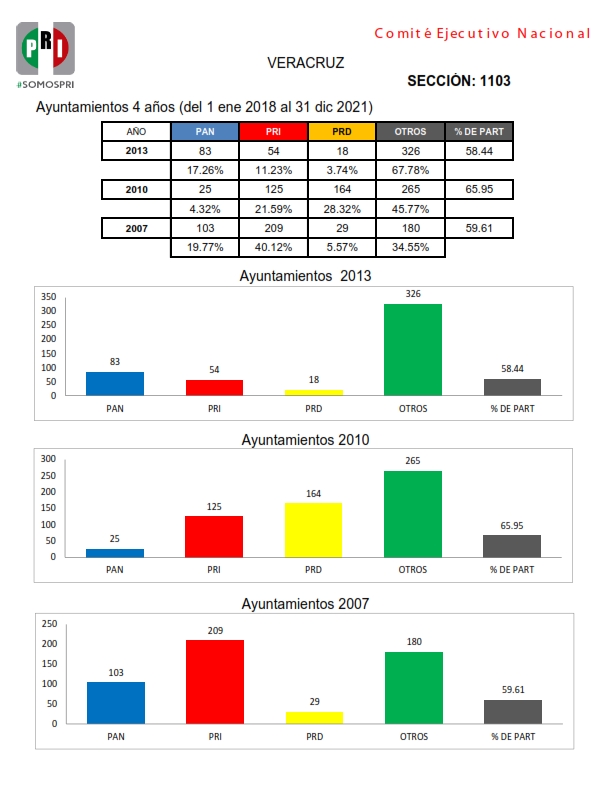 Comité Ejecutivo Nacional
PRI
#SOMOSPRI
VERACRUZ
SECCIÓN: 1103
Ayuntamientos 4 años (del 1 ene 2018 al 31 dic 2021)
AÑO PAN PRI PRD OTROS % DE PART
2013 83 54 18 326 58.44
17.26% 11.23% 3.74% 67.78%
2010 25 125 164 265 65.95
4.32% 21.59% 28.32% 45.77%
2007 103 209 29 180 59.61
19.77% 40.12% 5.57% 34.55%
Ayuntamientos 2013
350
300
250
200
150
100
50
0
83
54
18
326
58.44
PAN PRI PRD OTROS % DE PART
Ayuntamientos 2010
300
250
200
150
100
50
0
25
125
164
265
65.95
PAN PRI PRD OTROS % DE PART
Ayuntamientos 2007
250
200
150
100
50
0
103
209
29
180
59.61
PAN PRI PRD OTROS % DE PART